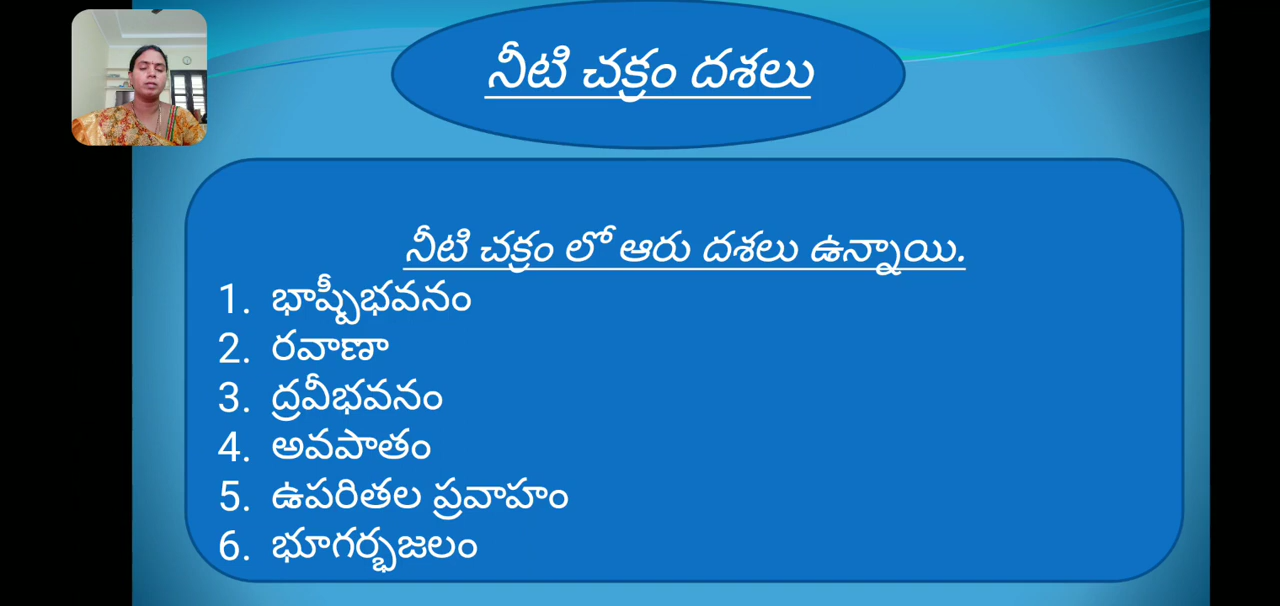 నీటి చక్రం దశలు
నీటి చక్రం లో ఆరు దశలు ఉన్నాయి.
1. భాష్పీభవనం
2. రవాణా
3. ద్రవీభవనం
4. అవపాతం
5. ఉపరితల ప్రవాహం
6. భూగర్భజలం